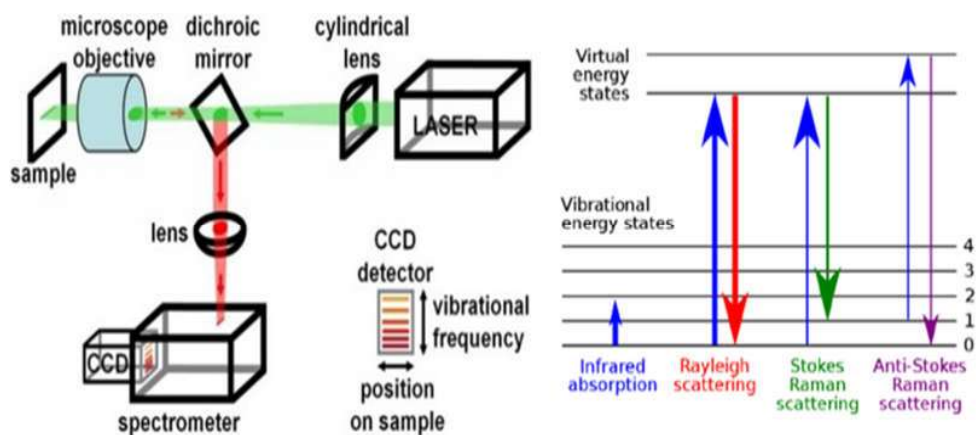 microscope
objective
dichroic
mirror
cylindrical
lens
LASER
sample
lens
CCD
detector
vibrational
frequency
position
on sample
CCD
spectrometer
Virtual
energy
states
Vibrational
energy states
4
3
2
1
0
Infrared
absorption
Rayleigh
scattering
Stokes
Raman
scattering
Anti-Stokes
Raman
scattering